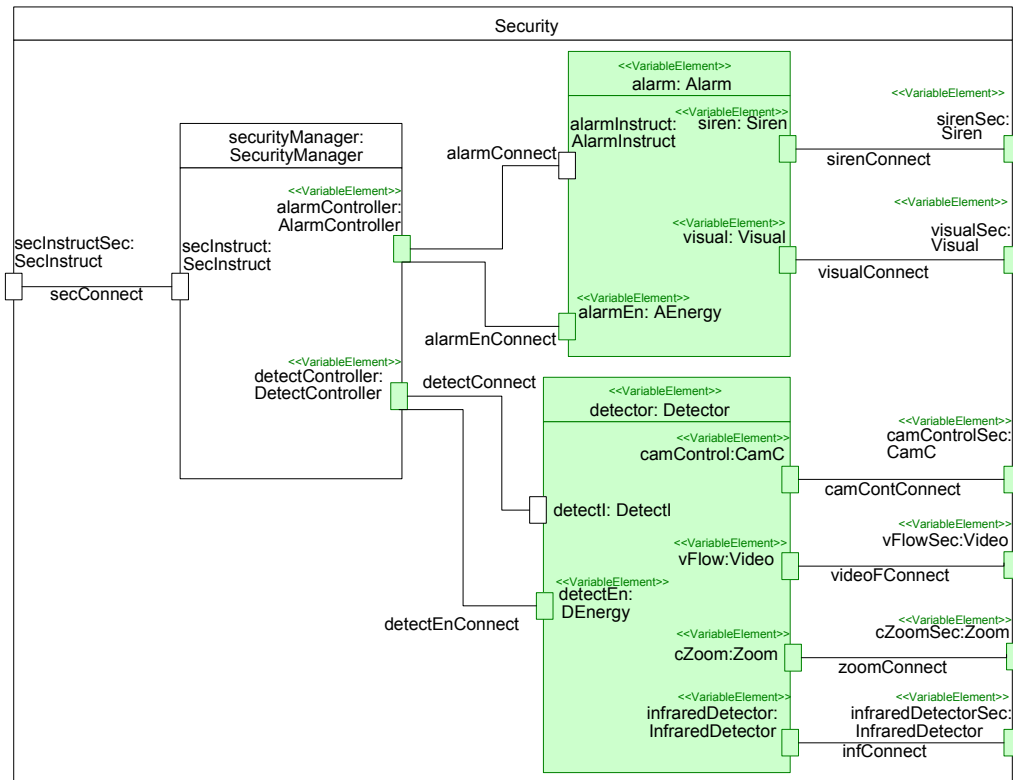 Security
<<VariableElement>>
alarm: Alarm
<<VariableElement>>
siren: Siren
alarmInstruct:
AlarmInstruct
<<VariableElement>>
sirenSec:
Siren
sirenConnect
securityManager:
SecurityManager
alarmConnect
<<VariableElement>>
alarmController:
AlarmController
<<VariableElement>>
visual: Visual
<<VariableElement>>
visualSec:
Visual
visualConnect
secInstructSec:
SecInstruct
secInstruct:
SecInstruct
secConnect
<<VariableElement>>
alarmEn: AEnergy
alarmEnConnect
<<VariableElement>>
detectController:
DetectController
detectConnect
<<VariableElement>>
detector: Detector
<<VariableElement>>
camControl:CamC
<<VariableElement>>
camControlSec:
CamC
camContConnect
detectI: DetectI
<<VariableElement>>
vFlow:Video
<<VariableElement>>
vFlowSec:Video
videoFConnect
<<VariableElement>>
detectEn:
DEnergy
detectEnConnect
<<VariableElement>>
cZoom:Zoom
<<VariableElement>>
cZoomSec:Zoom
zoomConnect
<<VariableElement>>
infraredDetector:
InfraredDetector
<<VariableElement>>
infraredDetectorSec:
InfraredDetector
infConnect